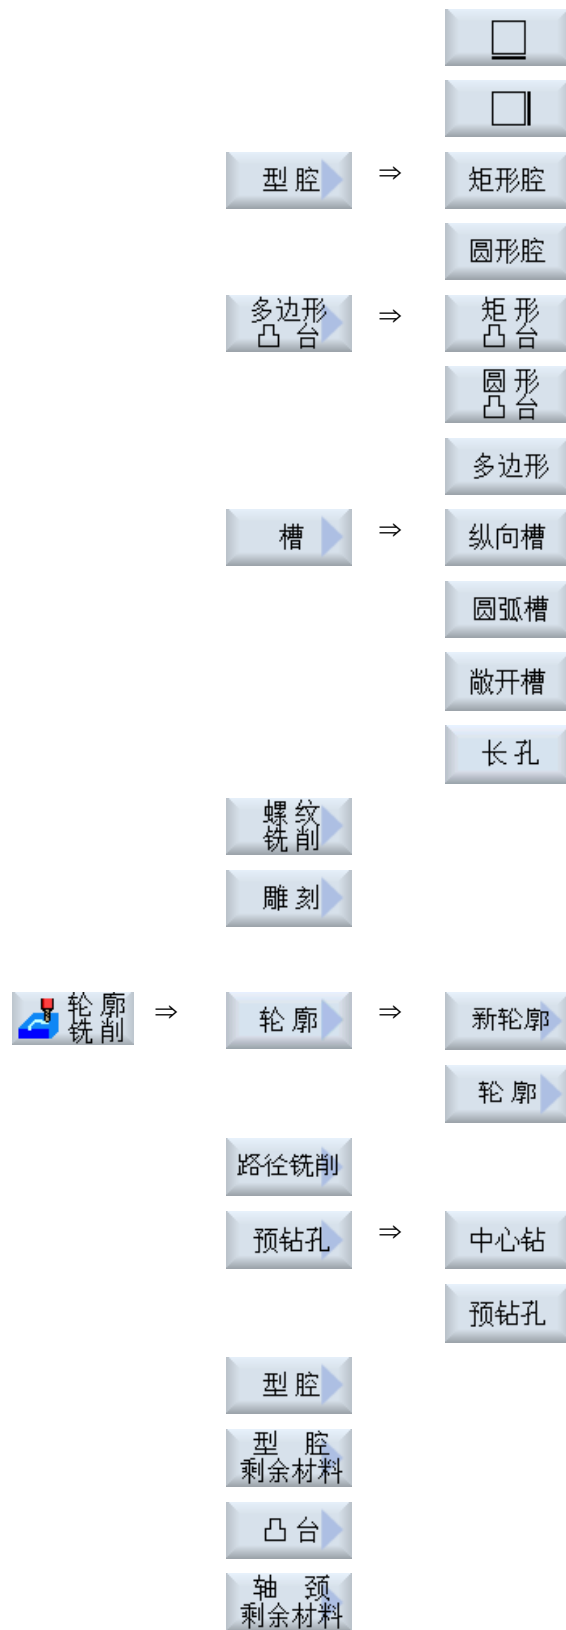 型腔 ⇒ 矩形腔
圆形腔
多边形
凸台 ⇒ 矩形
凸台
圆形
凸台
多边形
槽 ⇒ 纵向槽
圆弧槽
敞开槽
长孔
螺纹
铣削
雕刻
轮廓
铣削 ⇒ 轮廓 ⇒ 新轮廓
轮廓
路径铣削
预钻孔 ⇒ 中心钻
预钻孔
型腔
型腔
剩余材料
凸台
轴颈
剩余材料